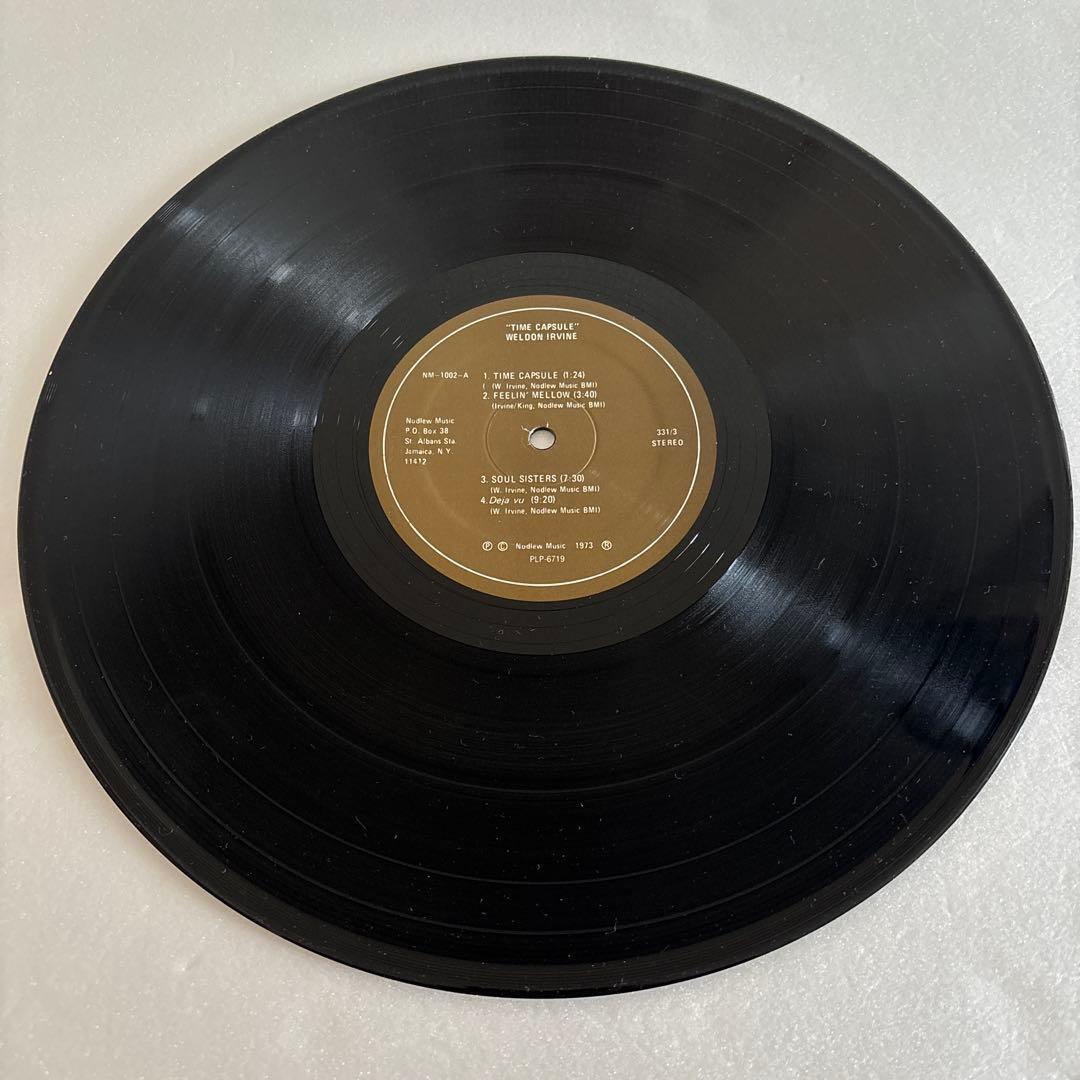 "TIME CAPSULE"
WELDON IRVINE
NM-1002-A
1. TIME CAPSULE (1:24)
( (W. Irvine, Nodlew Music BMI)
2. FEELIN' MELLOW (3:40)
(Irvine/King, Nodlew Music BMI)
Nodlew Music
P.O. Box 38
St. Albans Sta.
Jamaica, N.Y.
11412
331/3
STEREO
3. SOUL SISTERS (7:30)
(W. Irvine, Nodlew Music BMI)
4. Deja vu (9:20)
(W. Irvine, Nodlew Music BMI)
Ⓟ Ⓒ Nodlew Music 1973 Ⓡ
PLP-6719